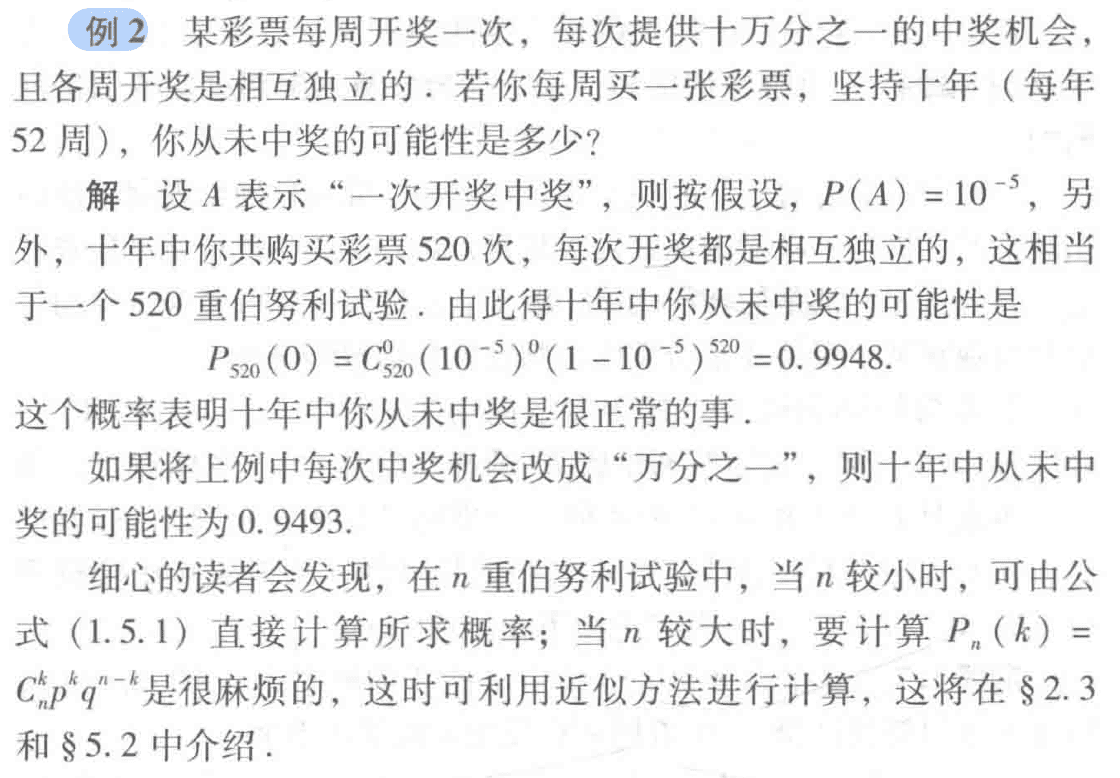 例 2 某彩票每周开奖一次，每次提供十万分之一的中奖机会，
且各周开奖是相互独立的．若你每周买一张彩票，坚持十年（每年
52 周），你从未中奖的可能性是多少？
解 设 A 表示“一次开奖中奖”，则按假设，P(A) = 10⁻⁵，另
外，十年中你共购买彩票 520 次，每次开奖都是相互独立的，这相当
于一个 520 重伯努利试验．由此得十年中你从未中奖的可能性是
P₅₂₀(0) = C⁰₅₂₀(10⁻⁵)⁰(1 − 10⁻⁵)⁵²⁰ = 0.9948.
这个概率表明十年中你从未中奖是很正常的事．
如果将上例中每次中奖机会改成“万分之一”，则十年中从未中
奖的可能性为 0.9493.
细心的读者会发现，在 n 重伯努利试验中，当 n 较小时，可由公
式（1.5.1）直接计算所求概率；当 n 较大时，要计算 Pₙ(k) =
Cₙᵏpᵏqⁿ⁻ᵏ是很麻烦的，这时可利用近似方法进行计算，这将在 §2.3
和 §5.2 中介绍．